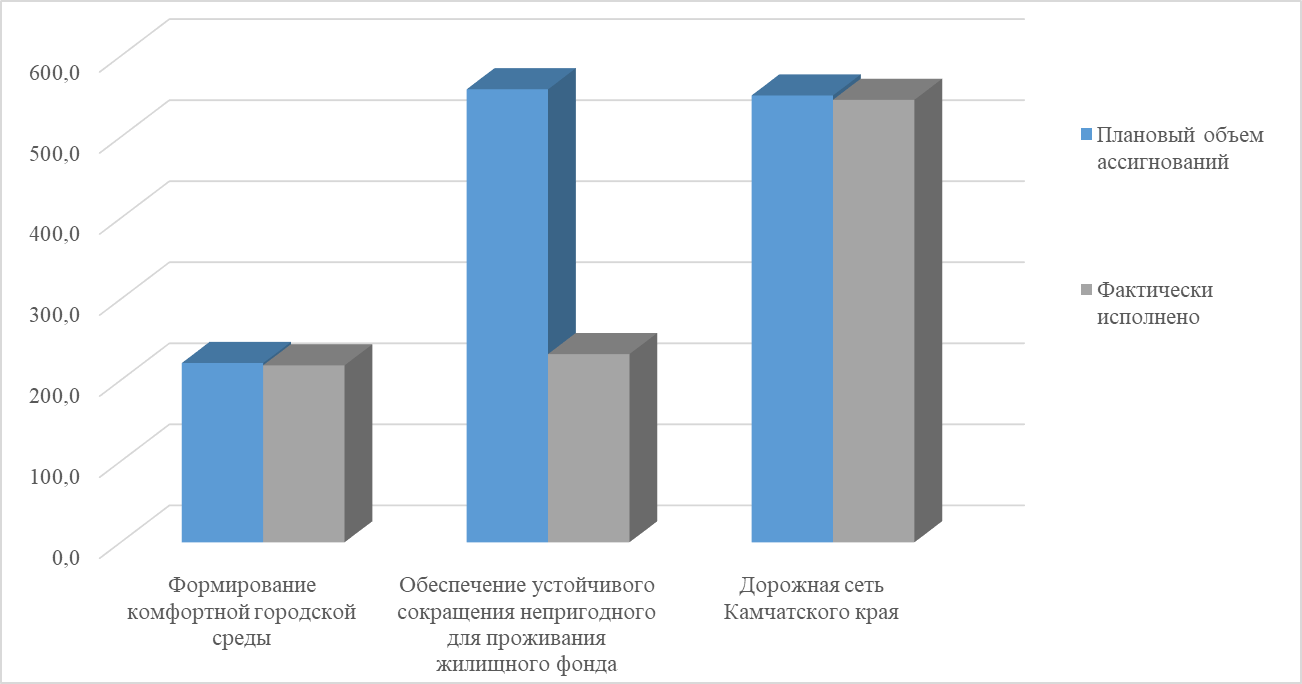 600,0
500,0
400,0
300,0
200,0
100,0
0,0
Формирование
комфортной городской
среды
Обеспечение устойчивого
сокращения непригодного
для проживания
жилищного фонда
Дорожная сеть
Камчатского края
Плановый объем
ассигнований
Фактически
исполнено